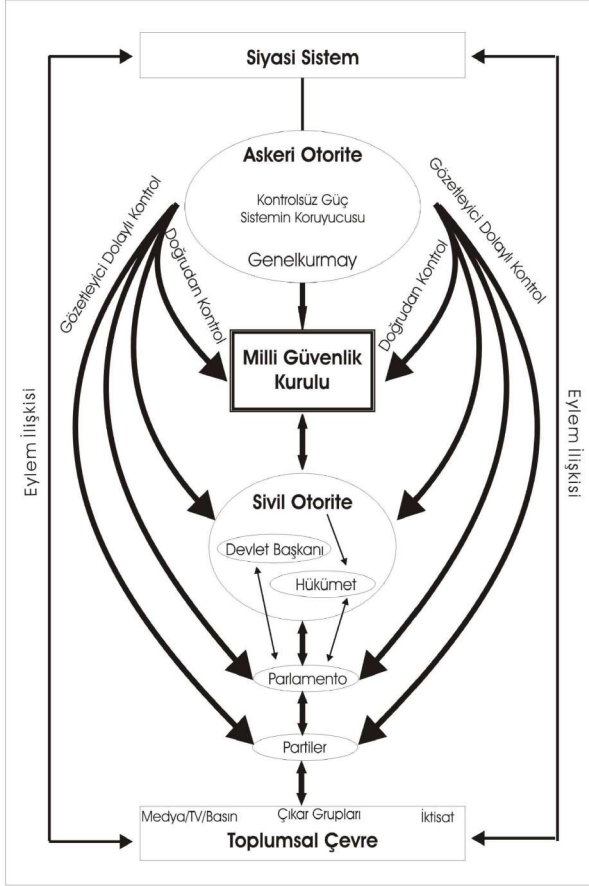 Siyasi Sistem
Askeri Otorite
Kontrolsüz Güç
Sistemin Koruyucusu
Genelkurmay
Gözetleyici Dolaylı Kontrol
Doğrudan Kontrol
Doğrudan Kontrol
Gözetleyici Dolaylı Kontrol
Milli Güvenlik
Kurulu
Eylem İlişkisi
Eylem İlişkisi
Sivil Otorite
Devlet Başkanı
Hükümet
Parlamento
Partiler
Medya/TV/Basın
Çıkar Grupları
İktisat
Toplumsal Çevre